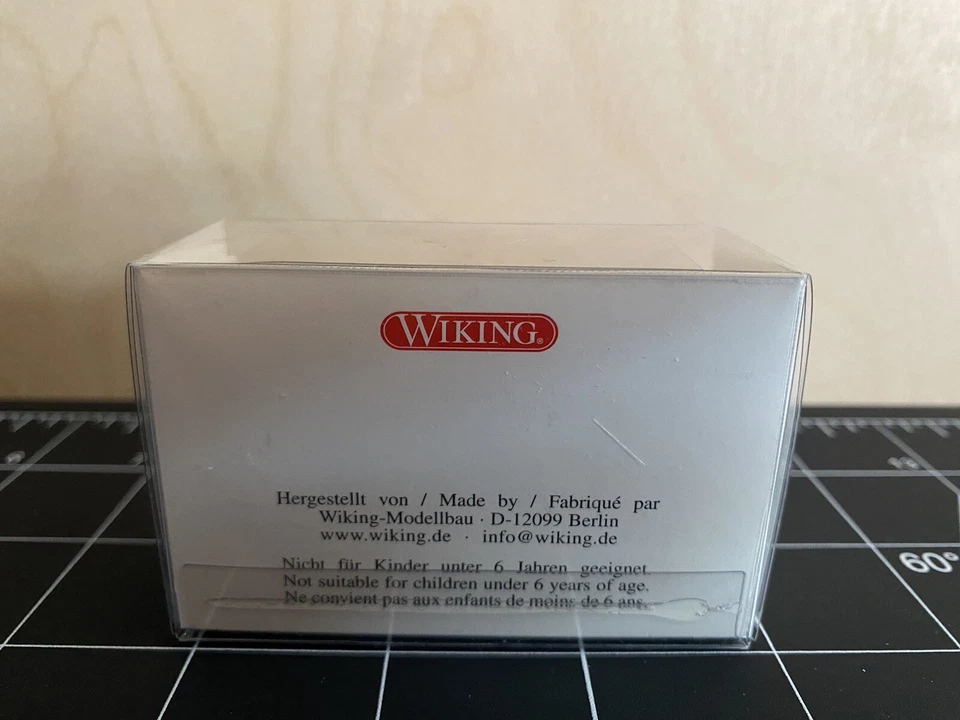 WIKING®
Hergestellt von / Made by / Fabriqué par
Wiking-Modellbau · D-12099 Berlin
www.wiking.de · info@wiking.de
Nicht für Kinder unter 6 Jahren geeignet.
Not suitable for children under 6 years of age.
Ne convient pas aux enfants de moins de 6 ans.
60°